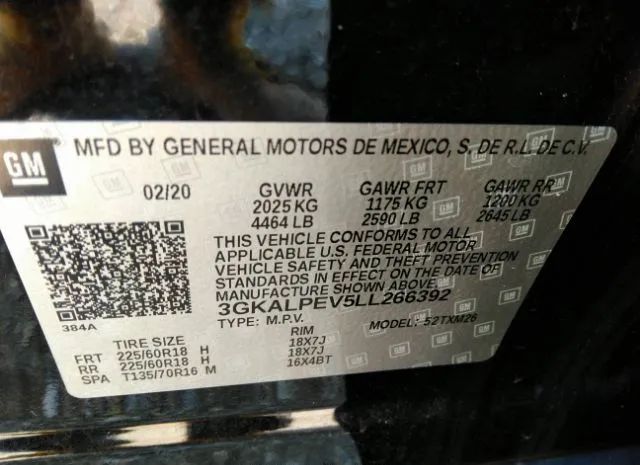 GM MFD BY GENERAL MOTORS DE MEXICO, S. DE R.L. DE C.V.
02/20 GVWR GAWR FRT GAWR RR
2025 KG 1175 KG 1200 KG
4464 LB 2590 LB 2645 LB
THIS VEHICLE CONFORMS TO ALL
APPLICABLE U.S. FEDERAL MOTOR
VEHICLE SAFETY AND THEFT PREVENTION
STANDARDS IN EFFECT ON THE DATE OF
MANUFACTURE SHOWN ABOVE.
3GKALPEV5LL266392
384A
TYPE: M.P.V. MODEL: 52TXM26
TIRE SIZE RIM
FRT 225/60R18 H 18X7J
RR 225/60R18 H 18X7J
SPA T135/70R16 M 16X4BT